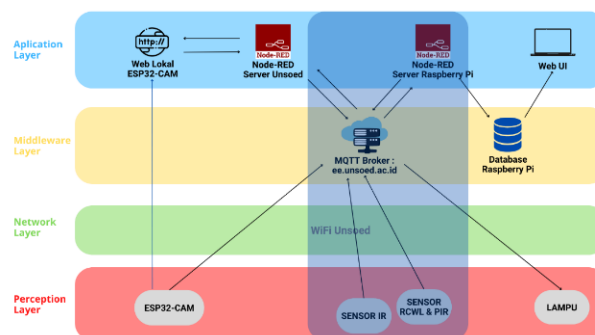 Aplication
Layer
http://
Web Lokal
ESP32-CAM
Node-RED
Node-RED
Server Unsoed
Node-RED
Node-RED
Server Raspberry Pi
Web UI
Middleware
Layer
MQTT Broker :
ee.unsoed.ac.id
Database
Raspberry Pi
Network
Layer
WiFi Unsoed
Perception
Layer
ESP32-CAM
SENSOR IR
SENSOR
RCWL & PIR
LAMPU